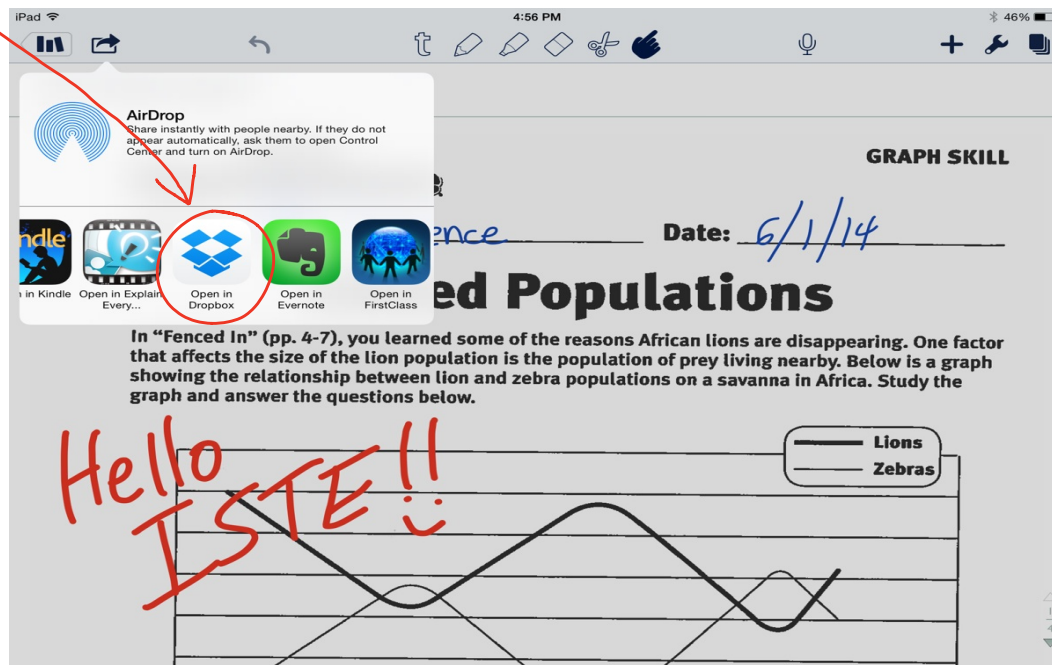 iPad
4:56 PM
46%
t
AirDrop
Share instantly with people nearby. If they do not
appear automatically, ask them to open Control
Center and turn on AirDrop.
ndle
n in Kindle
Open in Explain
Every...
Open in
Dropbox
Open in
Evernote
Open in
FirstClass
GRAPH SKILL
ence
Date: 6/1/14
ed Populations
In “Fenced In” (pp. 4-7), you learned some of the reasons African lions are disappearing. One factor
that affects the size of the lion population is the population of prey living nearby. Below is a graph
showing the relationship between lion and zebra populations on a savanna in Africa. Study the
graph and answer the questions below.
Hello
ISTE!!
Lions
Zebras